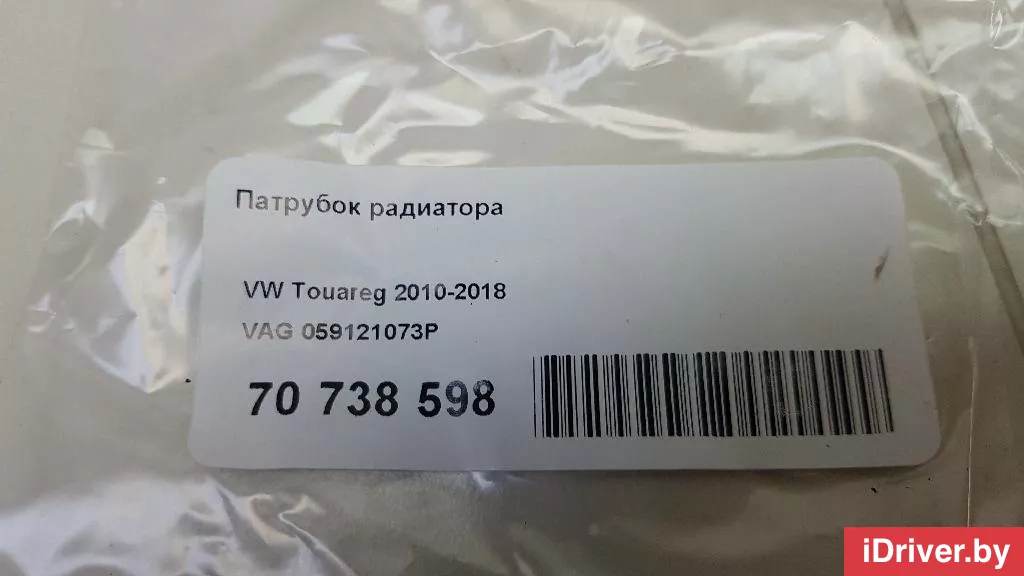 Патрубок радиатора
VW Touareg 2010-2018
VAG 059121073P
70 738 598
iDriver.by